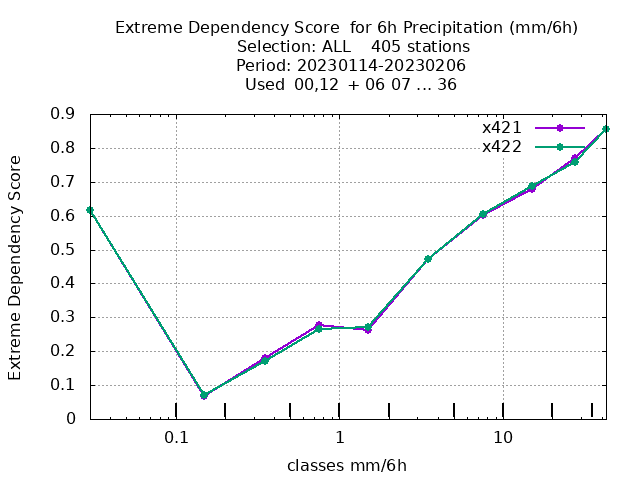 Extreme Dependency Score for 6h Precipitation (mm/6h)
Selection: ALL 405 stations
Period: 20230114-20230206
Used 00,12 + 06 07 ... 36
x421
x422
Extreme Dependency Score
0.9
0.8
0.7
0.6
0.5
0.4
0.3
0.2
0.1
0
0.1
1
10
classes mm/6h